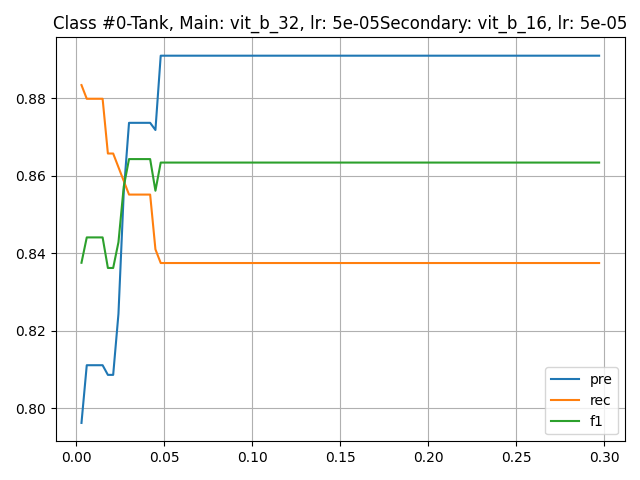 Class #0-Tank, Main: vit_b_32, lr: 5e-05Secondary: vit_b_16, lr: 5e-05
0.88
0.86
0.84
0.82
0.80
pre
rec
f1
0.00 0.05 0.10 0.15 0.20 0.25 0.30